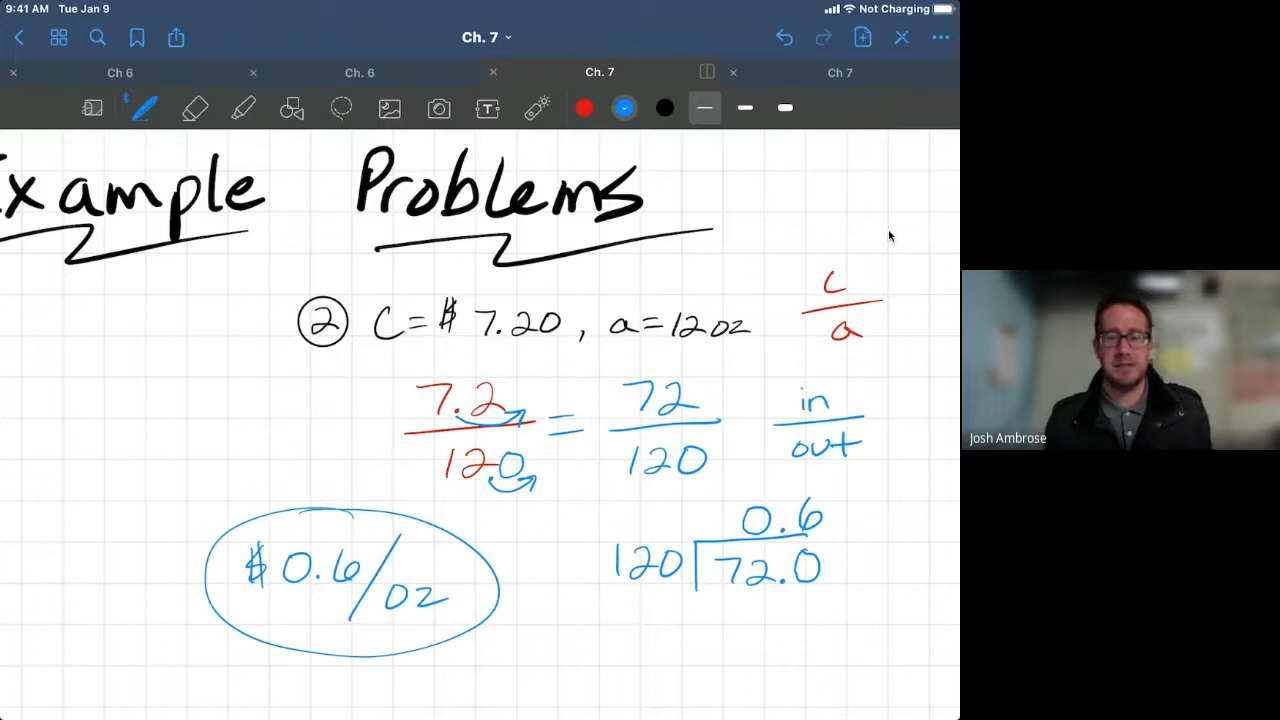 9:41 AM Tue Jan 9
Not Charging
Ch. 7
Ch 6
Ch. 6
Ch. 7
Ch 7
Example Problems
2 C = $ 7.20 , a = 12 oz
c/a
7.2/120 = 72/120
in/out
0.6
120 72.0
$ 0.6/oz
Josh Ambrose